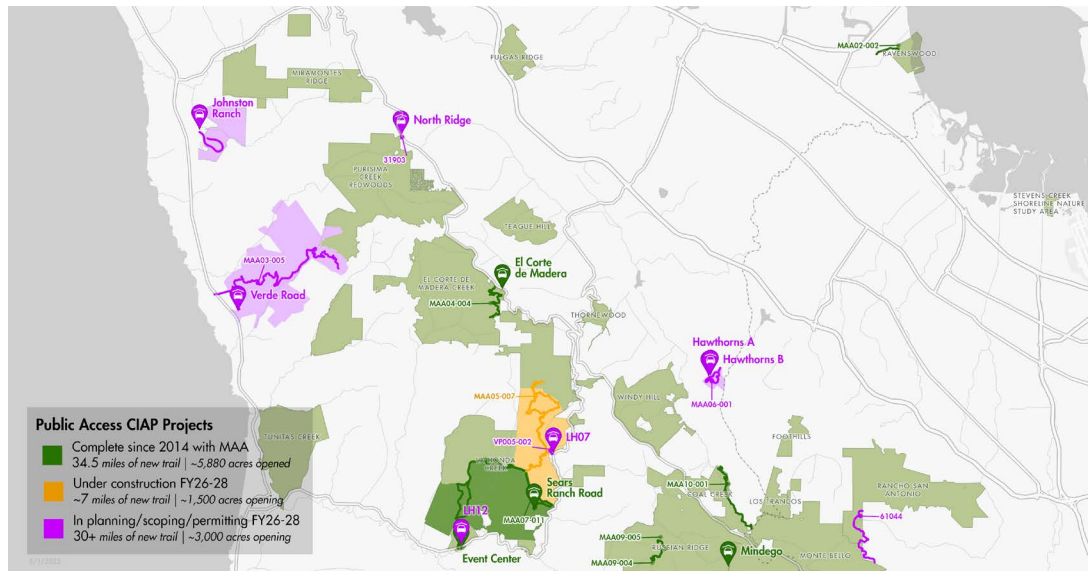 MAA02-002
RAVENSWOOD
PULGAS RIDGE
MIRAMONTES
RIDGE
Johnston
Ranch
North Ridge
31903
PURISIMA
CREEK
REDWOODS
STEVENS CREEK
SHORELINE NATURE
STUDY AREA
TEAGUE HILL
MAA03-005
Verde Road
El Corte
de Madera
EL CORTE DE
MADERA CREEK
MAA04-004
THORNEWOOD
Hawthorns A
Hawthorns B
MAA06-001
MAA05-007
WINDY HILL
VP005-002
LH07
FOOTHILLS
TUNITAS CREEK
CREEK
Sears
Ranch Road
MAA07-011
MAA10-001
COAL CREEK
LOS TRANCOS
RANCHO SAN
ANTONIO
61044
LH12
Event Center
MAA09-005
RUSSIAN RIDGE
MAA09-004
Mindego
MONTE BELLO
Public Access CIAP Projects
Complete since 2014 with MAA
34.5 miles of new trail | ~5,880 acres opened
Under construction FY26-28
~7 miles of new trail | ~1,500 acres opening
In planning/scoping/permitting FY26-28
30+ miles of new trail | ~3,000 acres opening